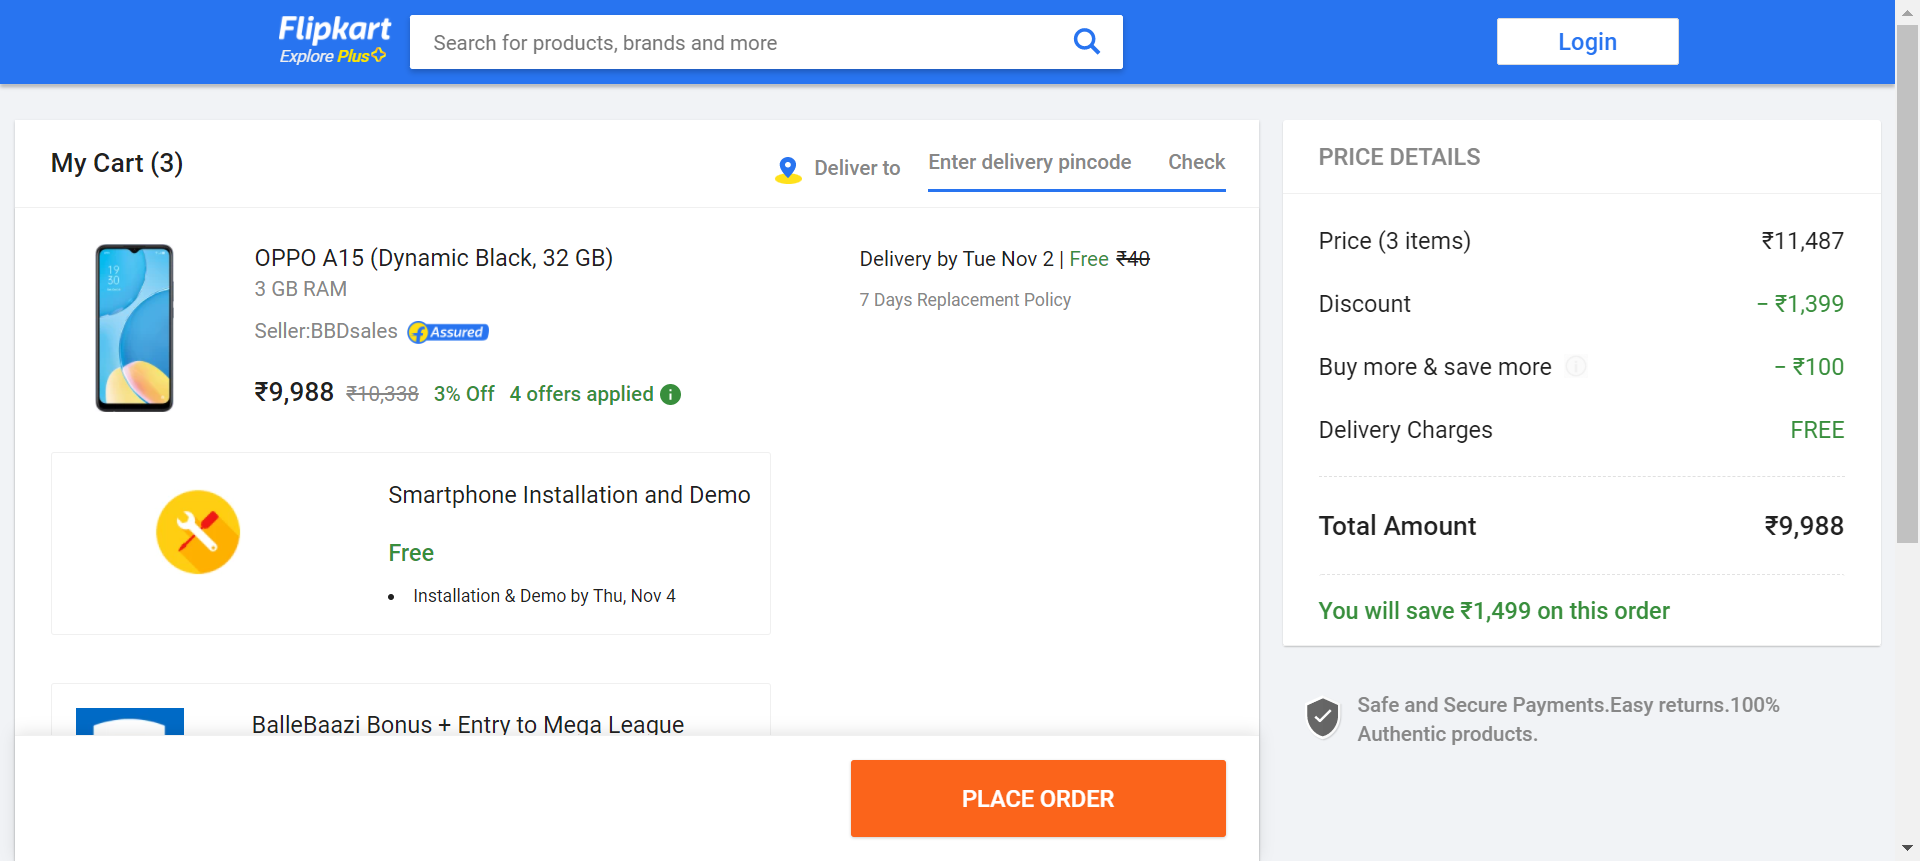 Flipkart
Explore Plus
Search for products, brands and more
Login
My Cart (3)
Deliver to
Enter delivery pincode
Check
OPPO A15 (Dynamic Black, 32 GB)
3 GB RAM
Seller:BBDsales
Assured
₹9,988 ₹10,338 3% Off 4 offers applied
Delivery by Tue Nov 2 | Free ₹40
7 Days Replacement Policy
19
30
Smartphone Installation and Demo
Free
• Installation & Demo by Thu, Nov 4
BalleBaazi Bonus + Entry to Mega League
PLACE ORDER
PRICE DETAILS
Price (3 items) ₹11,487
Discount − ₹1,399
Buy more & save more − ₹100
Delivery Charges FREE
Total Amount ₹9,988
You will save ₹1,499 on this order
Safe and Secure Payments.Easy returns.100%
Authentic products.